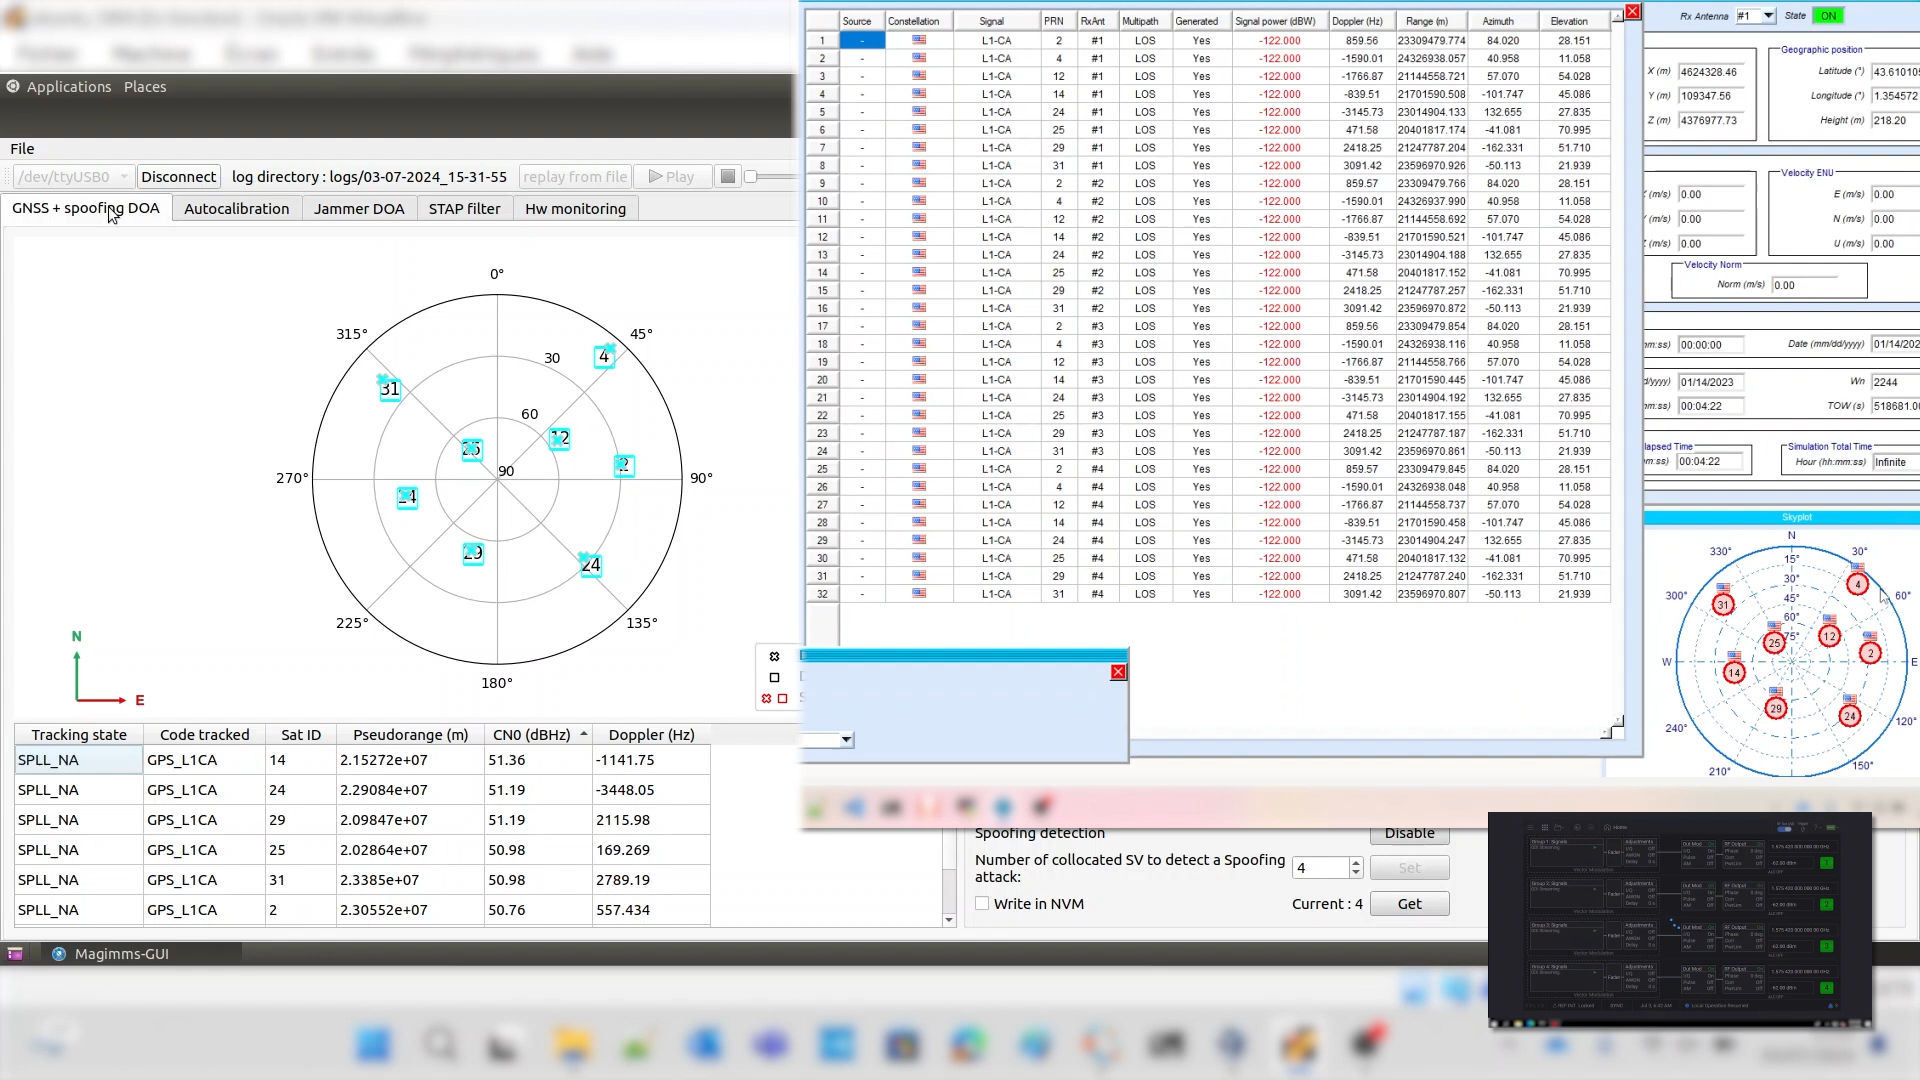 Applications Places
File
/dev/ttyUSB0 Disconnect log directory : logs/03-07-2024_15-31-55 replay from file Play
GNSS + spoofing DOA Autocalibration Jammer DOA STAP filter Hw monitoring
0°
315° 45°
30
4
31
60
12
25
2
90
270° 90°
14
29
24
225° 135°
180°
N
E
Tracking state Code tracked Sat ID Pseudorange (m) CN0 (dBHz) Doppler (Hz)
SPLL_NA GPS_L1CA 14 2.15272e+07 51.36 -1141.75
SPLL_NA GPS_L1CA 24 2.29084e+07 51.19 -3448.05
SPLL_NA GPS_L1CA 29 2.09847e+07 51.19 2115.98
SPLL_NA GPS_L1CA 25 2.02864e+07 50.98 169.269
SPLL_NA GPS_L1CA 31 2.3385e+07 50.98 2789.19
SPLL_NA GPS_L1CA 2 2.30552e+07 50.76 557.434
Magimms-GUI
Source Constellation Signal PRN RxAnt Multipath Generated Signal power (dBW) Doppler (Hz) Range (m) Azimuth Elevation
1 - L1-CA 2 #1 LOS Yes -122.000 859.56 23309479.774 84.020 28.151
2 - L1-CA 4 #1 LOS Yes -122.000 -1590.01 24326938.057 40.958 11.058
3 - L1-CA 12 #1 LOS Yes -122.000 -1766.87 21144558.721 57.070 54.028
4 - L1-CA 14 #1 LOS Yes -122.000 -839.51 21701590.508 -101.747 45.086
5 - L1-CA 24 #1 LOS Yes -122.000 -3145.73 23014904.133 132.655 27.835
6 - L1-CA 25 #1 LOS Yes -122.000 471.58 20401817.174 -41.081 70.995
7 - L1-CA 29 #1 LOS Yes -122.000 2418.25 21247787.204 -162.331 51.710
8 - L1-CA 31 #1 LOS Yes -122.000 3091.42 23596970.926 -50.113 21.939
9 - L1-CA 2 #2 LOS Yes -122.000 859.57 23309479.766 84.020 28.151
10 - L1-CA 4 #2 LOS Yes -122.000 -1590.01 24326937.990 40.958 11.058
11 - L1-CA 12 #2 LOS Yes -122.000 -1766.87 21144558.692 57.070 54.028
12 - L1-CA 14 #2 LOS Yes -122.000 -839.51 21701590.521 -101.747 45.086
13 - L1-CA 24 #2 LOS Yes -122.000 -3145.73 23014904.188 132.655 27.835
14 - L1-CA 25 #2 LOS Yes -122.000 471.58 20401817.152 -41.081 70.995
15 - L1-CA 29 #2 LOS Yes -122.000 2418.25 21247787.257 -162.331 51.710
16 - L1-CA 31 #2 LOS Yes -122.000 3091.42 23596970.872 -50.113 21.939
17 - L1-CA 2 #3 LOS Yes -122.000 859.56 23309479.854 84.020 28.151
18 - L1-CA 4 #3 LOS Yes -122.000 -1590.01 24326938.116 40.958 11.058
19 - L1-CA 12 #3 LOS Yes -122.000 -1766.87 21144558.766 57.070 54.028
20 - L1-CA 14 #3 LOS Yes -122.000 -839.51 21701590.445 -101.747 45.086
21 - L1-CA 24 #3 LOS Yes -122.000 -3145.73 23014904.192 132.655 27.835
22 - L1-CA 25 #3 LOS Yes -122.000 471.58 20401817.155 -41.081 70.995
23 - L1-CA 29 #3 LOS Yes -122.000 2418.25 21247787.187 -162.331 51.710
24 - L1-CA 31 #3 LOS Yes -122.000 3091.42 23596970.861 -50.113 21.939
25 - L1-CA 2 #4 LOS Yes -122.000 859.57 23309479.845 84.020 28.151
26 - L1-CA 4 #4 LOS Yes -122.000 -1590.01 24326938.048 40.958 11.058
27 - L1-CA 12 #4 LOS Yes -122.000 -1766.87 21144558.737 57.070 54.028
28 - L1-CA 14 #4 LOS Yes -122.000 -839.51 21701590.458 -101.747 45.086
29 - L1-CA 24 #4 LOS Yes -122.000 -3145.73 23014904.247 132.655 27.835
30 - L1-CA 25 #4 LOS Yes -122.000 471.58 20401817.132 -41.081 70.995
31 - L1-CA 29 #4 LOS Yes -122.000 2418.25 21247787.240 -162.331 51.710
32 - L1-CA 31 #4 LOS Yes -122.000 3091.42 23596970.807 -50.113 21.939
Rx Antenna #1 State ON
Geographic position
X (m) 4624328.46 Latitude (°) 43.610105
Y (m) 109347.56 Longitude (°) 1.354572
Z (m) 4376977.73 Height (m) 218.20
Velocity ENU
(m/s) 0.00 E (m/s) 0.00
(m/s) 0.00 N (m/s) 0.00
(m/s) 0.00 U (m/s) 0.00
Velocity Norm
Norm (m/s) 0.00
m:ss) 00:00:00 Date (mm/dd/yyyy) 01/14/202
/yyyy) 01/14/2023 Wn 2244
m:ss) 00:04:22 TOW (s) 518681.00
lapsed Time Simulation Total Time
m:ss) 00:04:22 Hour (hh:mm:ss) Infinite
Skyplot
N
330° 30°
15°
30°
4
300° 60°
45°
31
60°
75°
25
12
2
W E
14
29
24
240° 120°
210° 150°
Spoofing detection Disable
Number of collocated SV to detect a Spoofing attack: 4 Set
Write in NVM Current : 4 Get